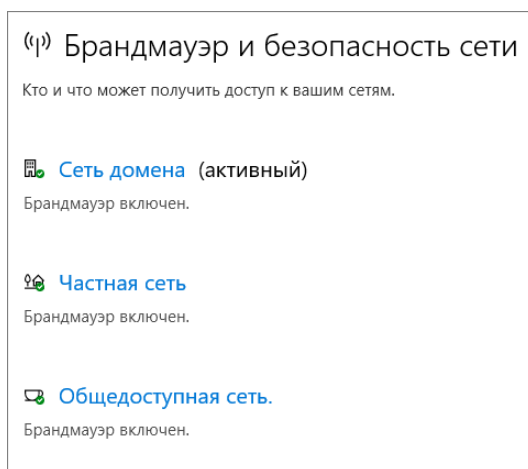 Брандмауэр и безопасность сети
Кто и что может получить доступ к вашим сетям.
Сеть домена (активный)
Брандмауэр включен.
Частная сеть
Брандмауэр включен.
Общедоступная сеть.
Брандмауэр включен.